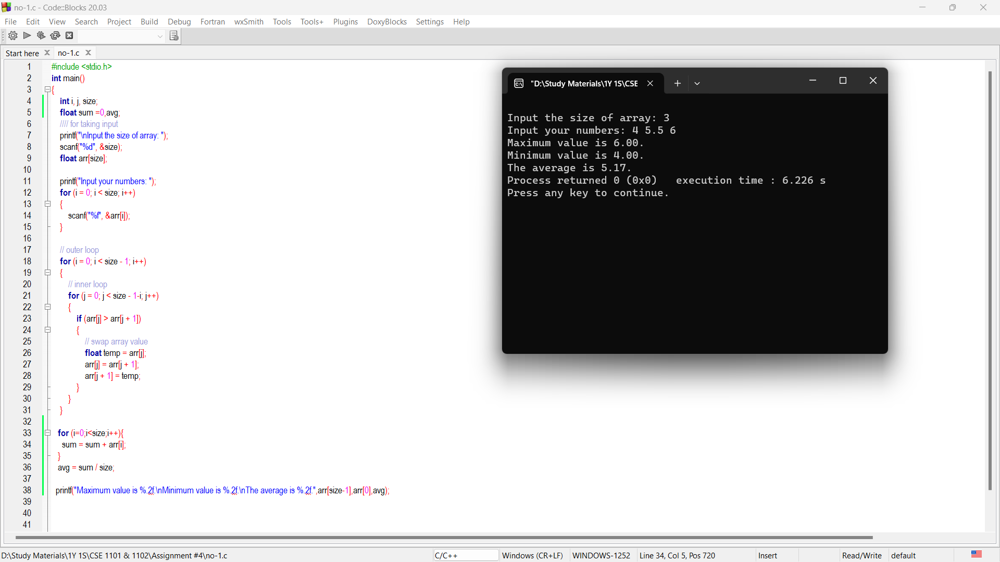 no-1.c - Code::Blocks 20.03
File Edit View Search Project Build Debug Fortran wxSmith Tools Tools+ Plugins DoxyBlocks Settings Help
Start here no-1.c
1 #include <stdio.h>
2 int main()
3 {
4 int i, j, size;
5 float sum =0,avg;
6 //// for taking input
7 printf("\nInput the size of array: ");
8 scanf("%d", &size);
9 float arr[size];
10
11 printf("Input your numbers: ");
12 for (i = 0; i < size; i++)
13 {
14 scanf("%f", &arr[i]);
15 }
16
17 // outer loop
18 for (i = 0; i < size - 1; i++)
19 {
20 // inner loop
21 for (j = 0; j < size - 1-i; j++)
22 {
23 if (arr[j] > arr[j + 1])
24 {
25 // swap array value
26 float temp = arr[j];
27 arr[j] = arr[j + 1];
28 arr[j + 1] = temp;
29 }
30 }
31 }
32
33 for (i=0;i<size;i++){
34 sum = sum + arr[i];
35 }
36 avg = sum / size;
37
38 printf("Maximum value is %.2f.\nMinimum value is %.2f.\nThe average is %.2f.",arr[size-1],arr[0],avg);
39
40
41
"D:\Study Materials\1Y 1S\CSE
Input the size of array: 3
Input your numbers: 4 5.5 6
Maximum value is 6.00.
Minimum value is 4.00.
The average is 5.17.
Process returned 0 (0x0) execution time : 6.226 s
Press any key to continue.
D:\Study Materials\1Y 1S\CSE 1101 & 1102\Assignment #4\no-1.c C/C++ Windows (CR+LF) WINDOWS-1252 Line 34, Col 5, Pos 720 Insert Read/Write default